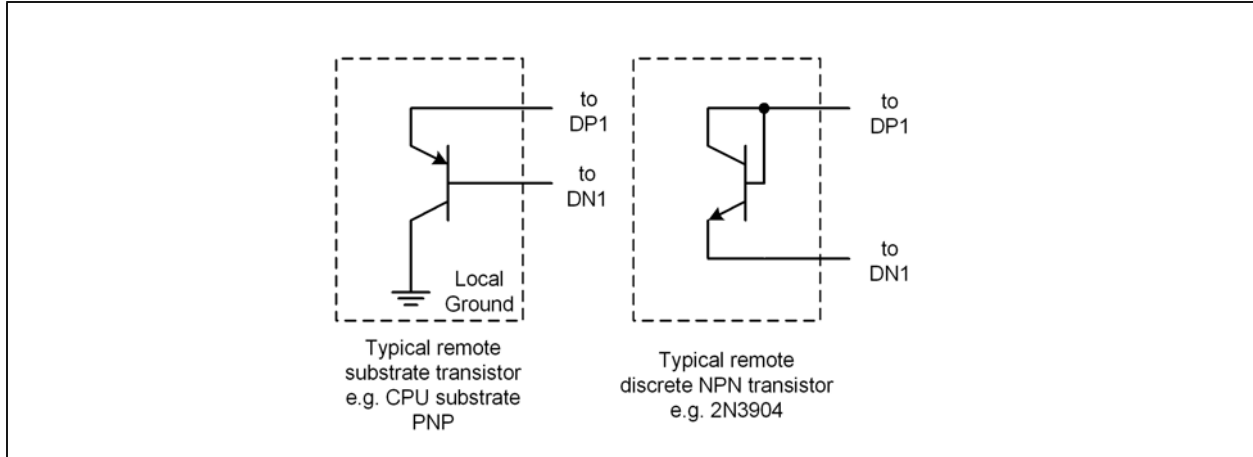 to
DP1
to
DN1
Local
Ground
Typical remote
substrate transistor
e.g. CPU substrate
PNP
to
DP1
to
DN1
Typical remote
discrete NPN transistor
e.g. 2N3904